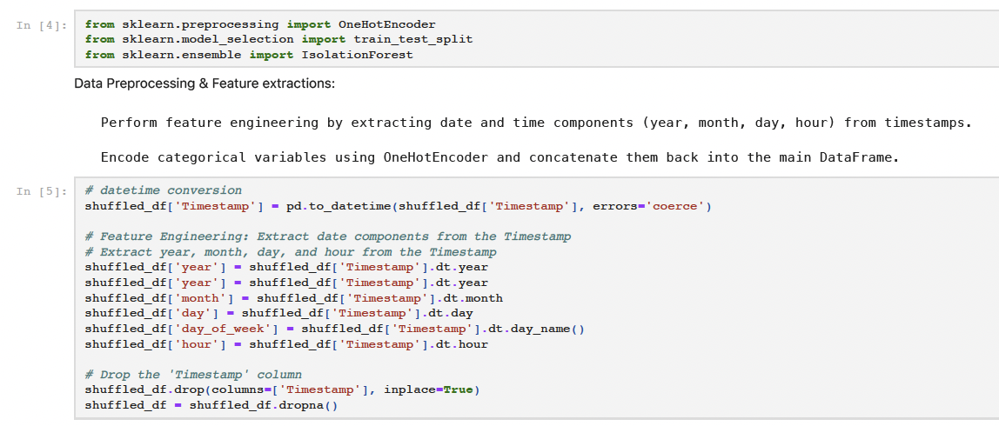 In [4]:
from sklearn.preprocessing import OneHotEncoder
from sklearn.model_selection import train_test_split
from sklearn.ensemble import IsolationForest
Data Preprocessing & Feature extractions:
Perform feature engineering by extracting date and time components (year, month, day, hour) from timestamps.
Encode categorical variables using OneHotEncoder and concatenate them back into the main DataFrame.
In [5]:
# datetime conversion
shuffled_df['Timestamp'] = pd.to_datetime(shuffled_df['Timestamp'], errors='coerce')
# Feature Engineering: Extract date components from the Timestamp
# Extract year, month, day, and hour from the Timestamp
shuffled_df['year'] = shuffled_df['Timestamp'].dt.year
shuffled_df['year'] = shuffled_df['Timestamp'].dt.year
shuffled_df['month'] = shuffled_df['Timestamp'].dt.month
shuffled_df['day'] = shuffled_df['Timestamp'].dt.day
shuffled_df['day_of_week'] = shuffled_df['Timestamp'].dt.day_name()
shuffled_df['hour'] = shuffled_df['Timestamp'].dt.hour
# Drop the 'Timestamp' column
shuffled_df.drop(columns=['Timestamp'], inplace=True)
shuffled_df = shuffled_df.dropna()